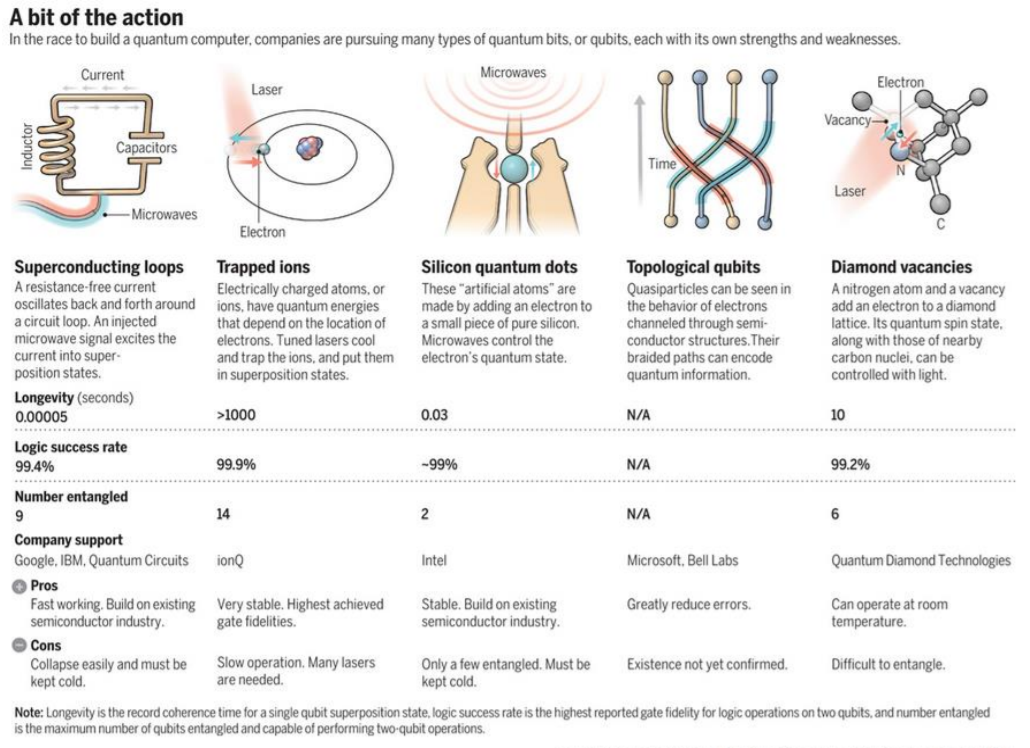 A bit of the action
In the race to build a quantum computer, companies are pursuing many types of quantum bits, or qubits, each with its own strengths and weaknesses.
Current
Inductor
Capacitors
Microwaves
Laser
Electron
Microwaves
Time
Electron
Vacancy
Laser
N
C
Superconducting loops
A resistance-free current
oscillates back and forth around
a circuit loop. An injected
microwave signal excites the
current into super-
position states.
Trapped ions
Electrically charged atoms, or
ions, have quantum energies
that depend on the location of
electrons. Tuned lasers cool
and trap the ions, and put them
in superposition states.
Silicon quantum dots
These “artificial atoms” are
made by adding an electron to
a small piece of pure silicon.
Microwaves control the
electron’s quantum state.
Topological qubits
Quasiparticles can be seen in
the behavior of electrons
channeled through semi-
conductor structures.Their
braided paths can encode
quantum information.
Diamond vacancies
A nitrogen atom and a vacancy
add an electron to a diamond
lattice. Its quantum spin state,
along with those of nearby
carbon nuclei, can be
controlled with light.
Longevity (seconds)
0.00005 >1000 0.03 N/A 10
Logic success rate
99.4% 99.9% ~99% N/A 99.2%
Number entangled
9 14 2 N/A 6
Company support
Google, IBM, Quantum Circuits ionQ Intel Microsoft, Bell Labs Quantum Diamond Technologies
Pros
Fast working. Build on existing
semiconductor industry.
Very stable. Highest achieved
gate fidelities.
Stable. Build on existing
semiconductor industry.
Greatly reduce errors.
Can operate at room
temperature.
Cons
Collapse easily and must be
kept cold.
Slow operation. Many lasers
are needed.
Only a few entangled. Must be
kept cold.
Existence not yet confirmed.
Difficult to entangle.
Note: Longevity is the record coherence time for a single qubit superposition state, logic success rate is the highest reported gate fidelity for logic operations on two qubits, and number entangled
is the maximum number of qubits entangled and capable of performing two-qubit operations.